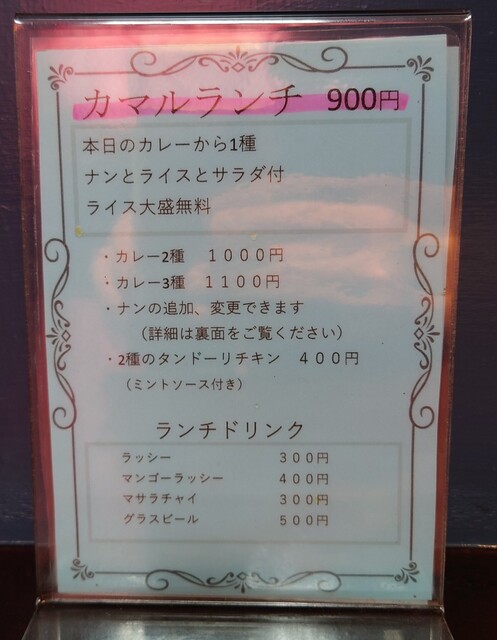 カマルランチ 900円
本日のカレーから1種
ナンとライスとサラダ付
ライス大盛無料
・カレー2種 １０００円
・カレー3種 １１００円
・ナンの追加、変更できます
（詳細は裏面をご覧ください）
・2種のタンドーリチキン ４００円
（ミントソース付き）
ランチドリンク
ラッシー ３００円
マンゴーラッシー ４００円
マサラチャイ ３００円
グラスビール ５００円